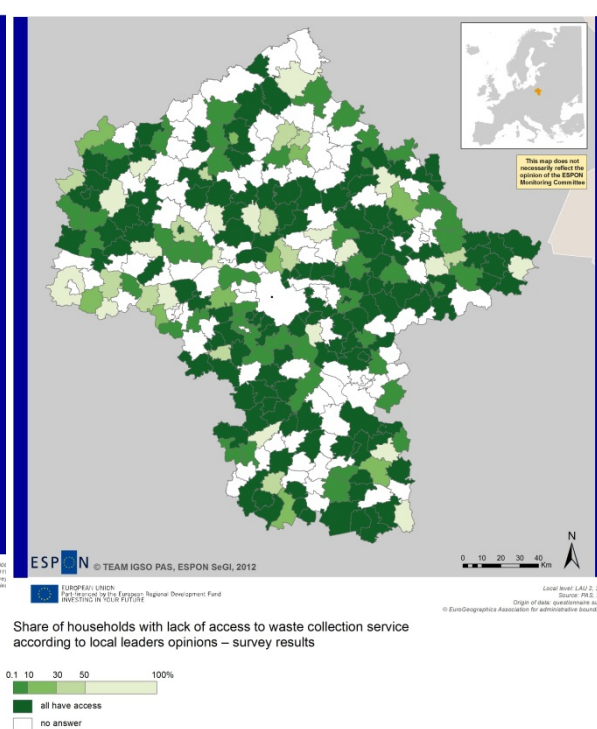 This map does not
necessarily reflect the
opinion of the ESPON
Monitoring Committee
ESPON © TEAM IGSO PAS, ESPON SeGI, 2012
N
0 10 20 30 40
Km
EUROPEAN UNION
Part-financed by the European Regional Development Fund
INVESTING IN YOUR FUTURE
Local level: LAU 2,
Source: PAS,
Origin of data: questionnaire
© EuroGeographics Association for administrative
Share of households with lack of access to waste collection service
according to local leaders opinions – survey results
0.1 10 30 50 100%
all have access
no answer